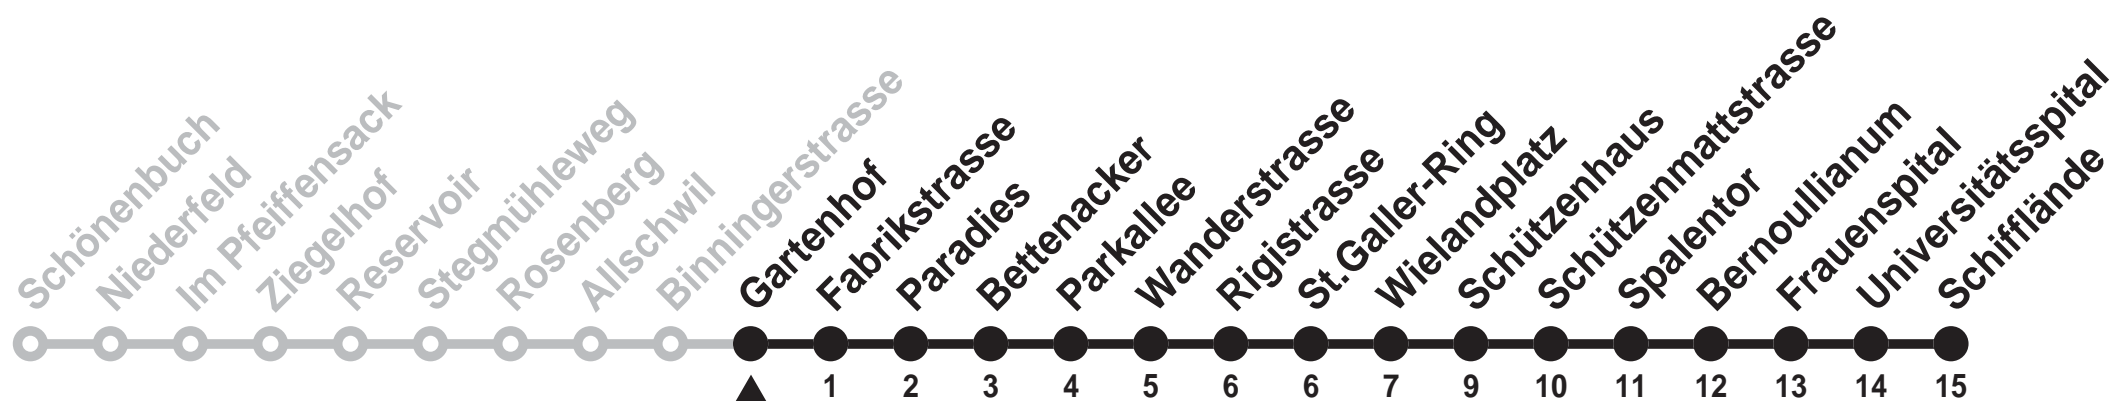 Schönenbuch
Niederfeld
Im Pfeiffensack
Ziegelhof
Reservoir
Stegmühleweg
Rosenberg
Allschwil
Binningerstrasse
Gartenhof
Fabrikstrasse
Paradies
Bettenacker
Parkallee
Wanderstrasse
Rigistrasse
St.Galler-Ring
Wielandplatz
Schützenhaus
Schützenmattstrasse
Spalentor
Bernoullianum
Frauenspital
Universitätsspital
Schifflände
1 2 3 4 5 6 6 7 9 10 11 12 13 14 15